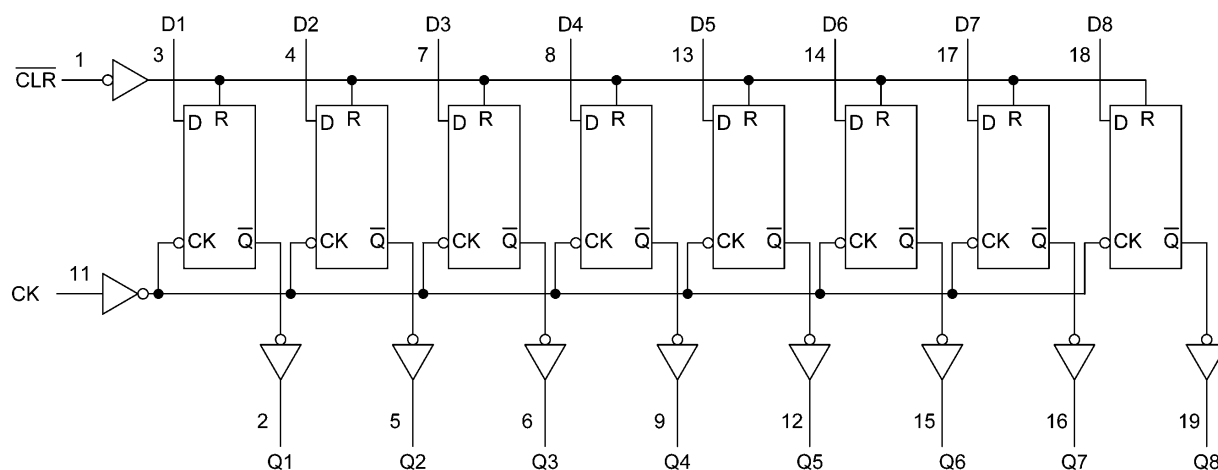 D1 D2 D3 D4 D5 D6 D7 D8
1 3 4 7 8 13 14 17 18
C̅L̅R̅
D R D R D R D R D R D R D R D R
CK Q̅ CK Q̅ CK Q̅ CK Q̅ CK Q̅ CK Q̅ CK Q̅ CK Q̅
11
CK
2 5 6 9 12 15 16 19
Q1 Q2 Q3 Q4 Q5 Q6 Q7 Q8